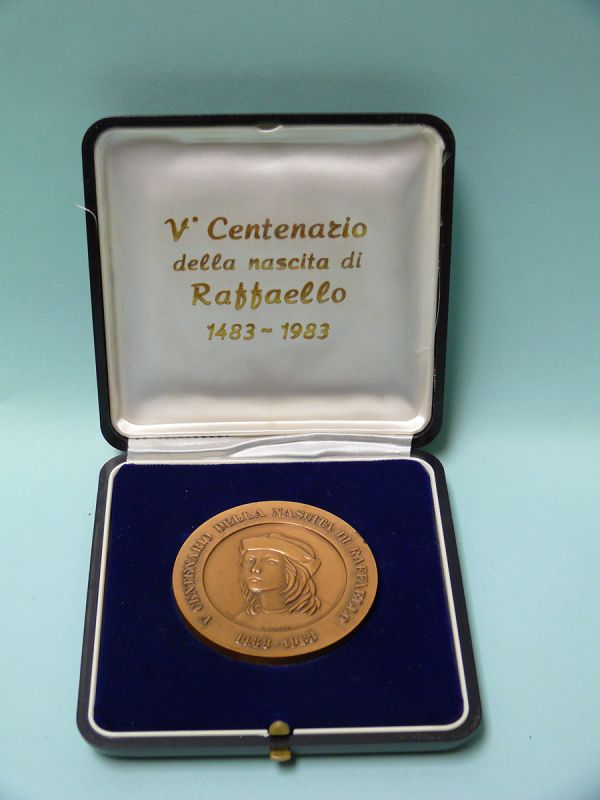 V° Centenario
della nascita di
Raffaello
1483 ~ 1983
V CENTENARIO DELLA NASCITA DI RAFFAELLO
1483-1983